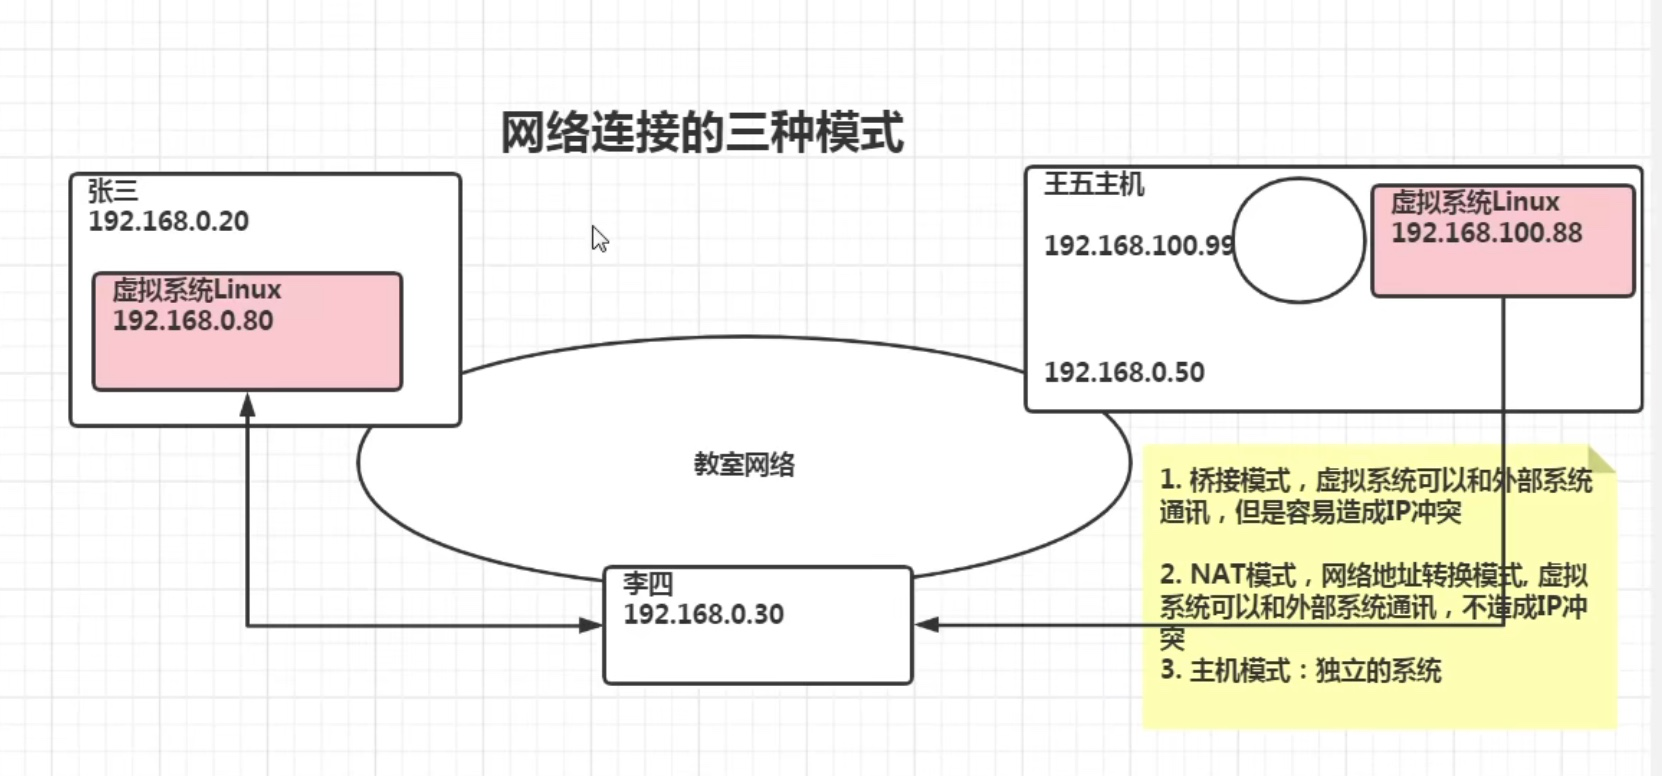 网络连接的三种模式
张三
192.168.0.20
虚拟系统Linux
192.168.0.80
王五主机
192.168.100.99
虚拟系统Linux
192.168.100.88
192.168.0.50
教室网络
李四
192.168.0.30
1. 桥接模式，虚拟系统可以和外部系统
通讯，但是容易造成IP冲突
2. NAT模式，网络地址转换模式, 虚拟
系统可以和外部系统通讯，不造成IP冲
突
3. 主机模式：独立的系统